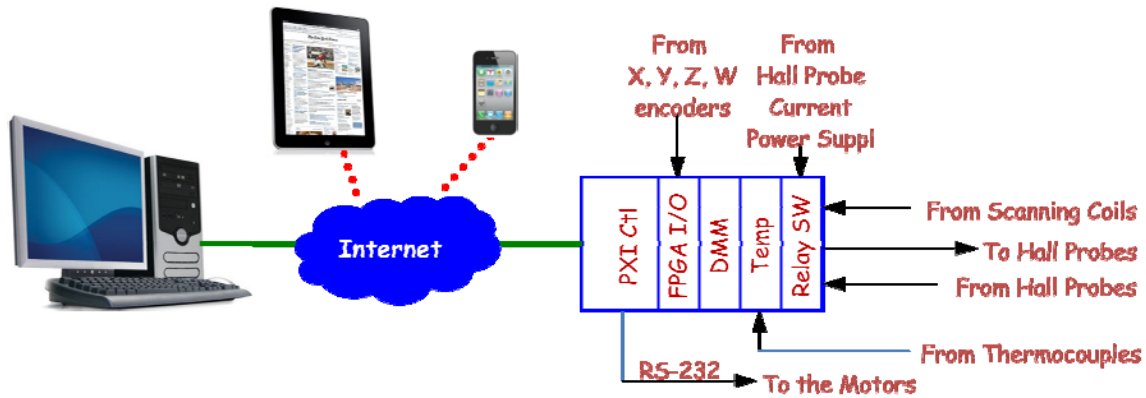 From
X, Y, Z, W
encoders
From
Hall Probe
Current
Power Suppl
Internet
PXI Ctl
FPGA I/O
DMM
Temp
Relay SW
From Scanning Coils
To Hall Probes
From Hall Probes
From Thermocouples
RS-232
To the Motors